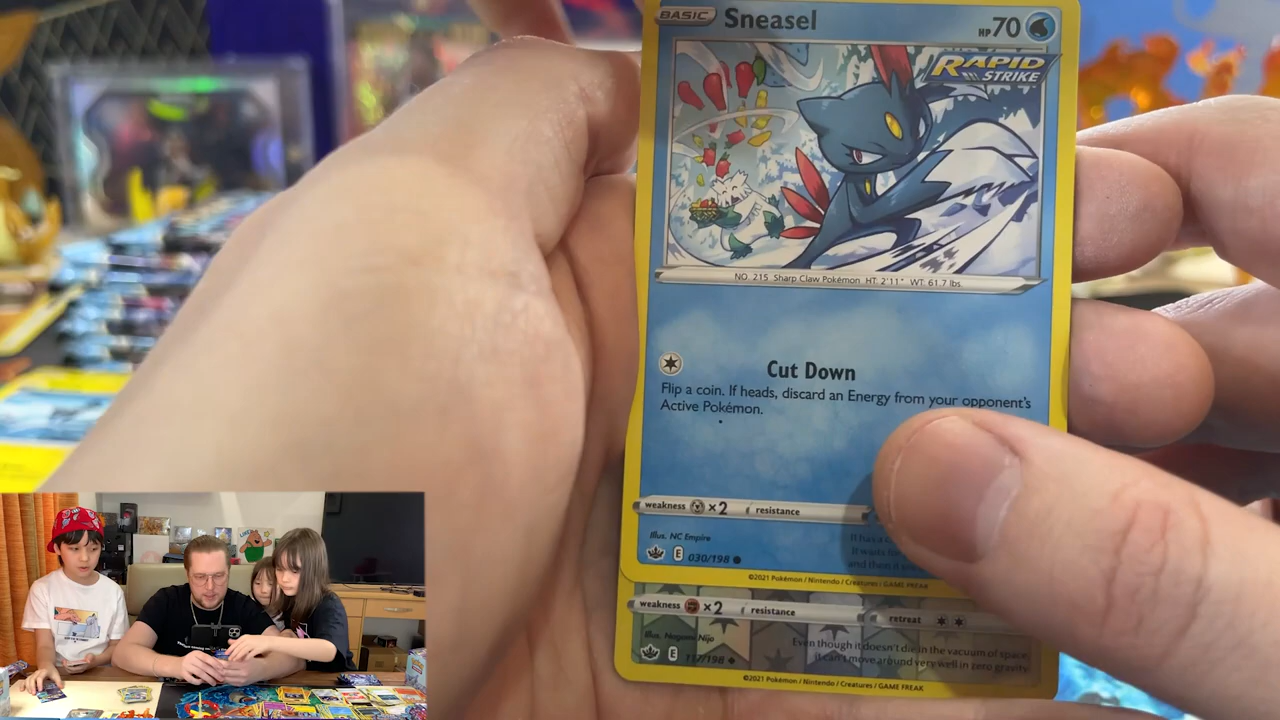 BASIC Sneasel HP 70
RAPID
STRIKE
NO. 215 Sharp Claw Pokémon HT. 2'11" WT. 61.7 lbs.
Cut Down
Flip a coin. If heads, discard an Energy from your opponent's
Active Pokémon.
weakness ×2 resistance
Illus. NC Empire
E 030/198
©2021 Pokémon / Nintendo / Creatures / GAME FREAK
weakness ×2 resistance retreat
Illus. Nagomi Nijo
E 117/198
Even though it doesn't die in the vacuum of space,
it can't move around very well in zero gravity.
©2021 Pokémon / Nintendo / Creatures / GAME FREAK